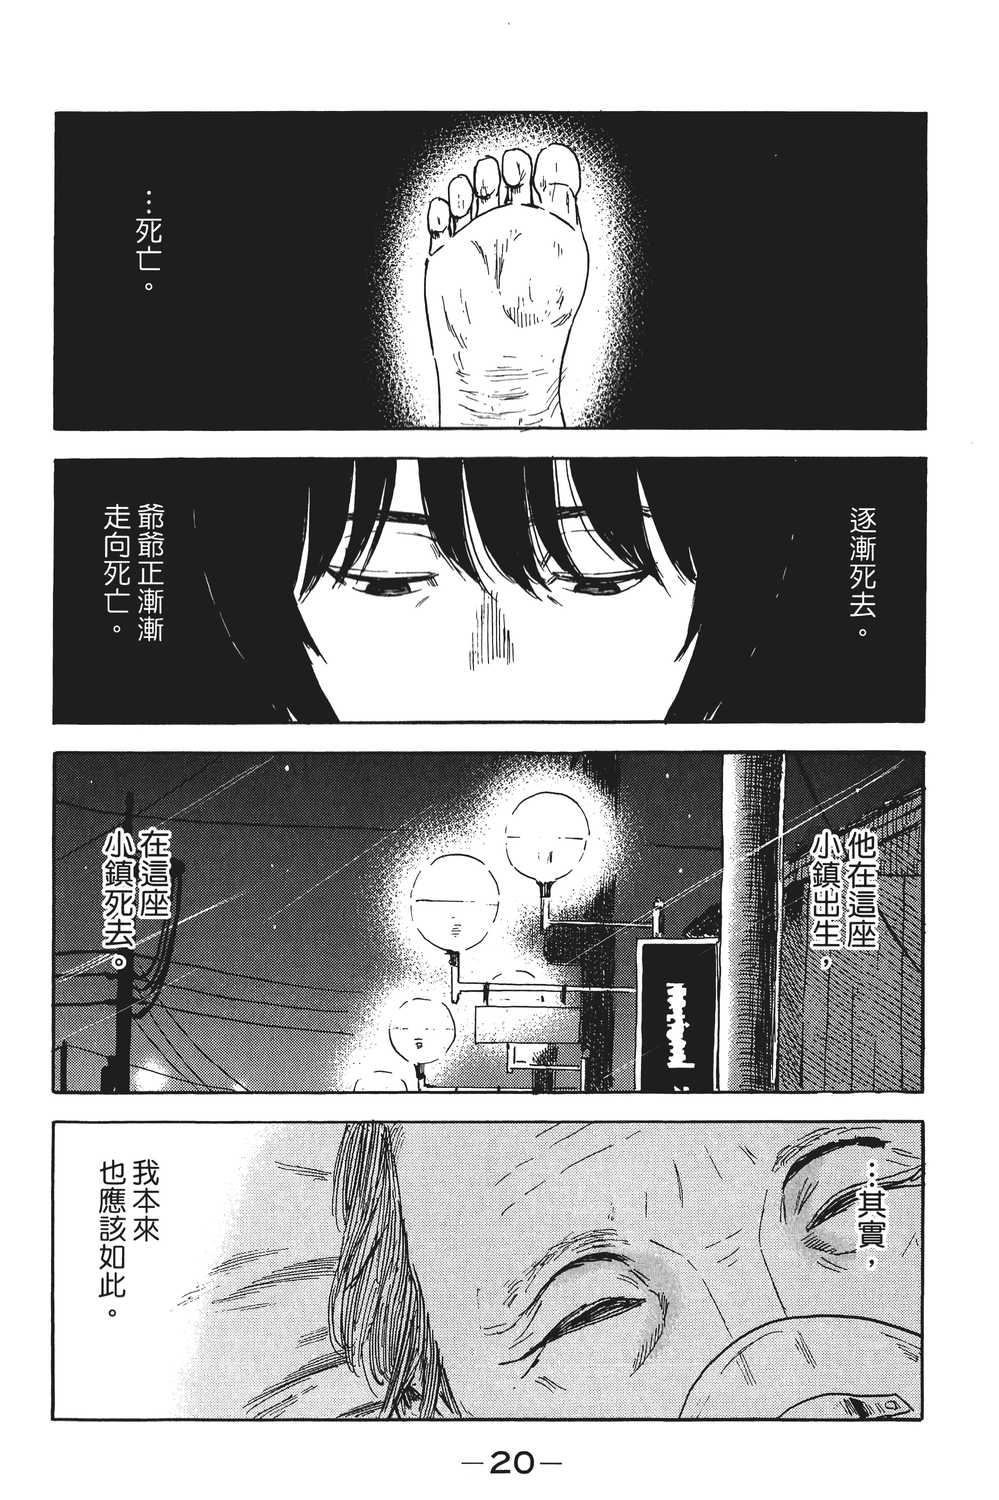 …死亡。
逐漸死去。
爺爺正漸漸
走向死亡。
他在這座
小鎮出生，
在這座
小鎮死去。
…其實，
我本來
也應該如此。
—20—